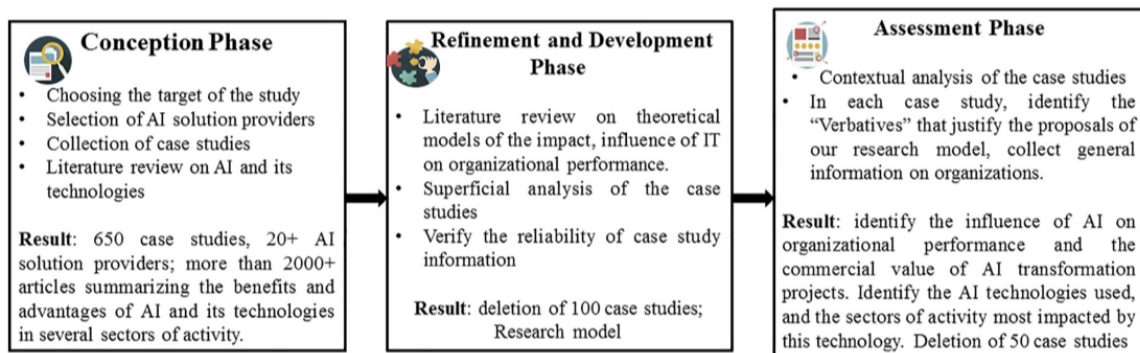 Conception Phase
• Choosing the target of the study
• Selection of AI solution providers
• Collection of case studies
• Literature review on AI and its
technologies
Result: 650 case studies, 20+ AI
solution providers; more than 2000+
articles summarizing the benefits and
advantages of AI and its technologies
in several sectors of activity.
Refinement and Development
Phase
• Literature review on theoretical
models of the impact, influence of IT
on organizational performance.
• Superficial analysis of the case
studies
• Verify the reliability of case study
information
Result: deletion of 100 case studies;
Research model
Assessment Phase
• Contextual analysis of the case studies
• In each case study, identify the
“Verbatives” that justify the proposals of
our research model, collect general
information on organizations.
Result: identify the influence of AI on
organizational performance and the
commercial value of AI transformation
projects. Identify the AI technologies used,
and the sectors of activity most impacted by
this technology. Deletion of 50 case studies